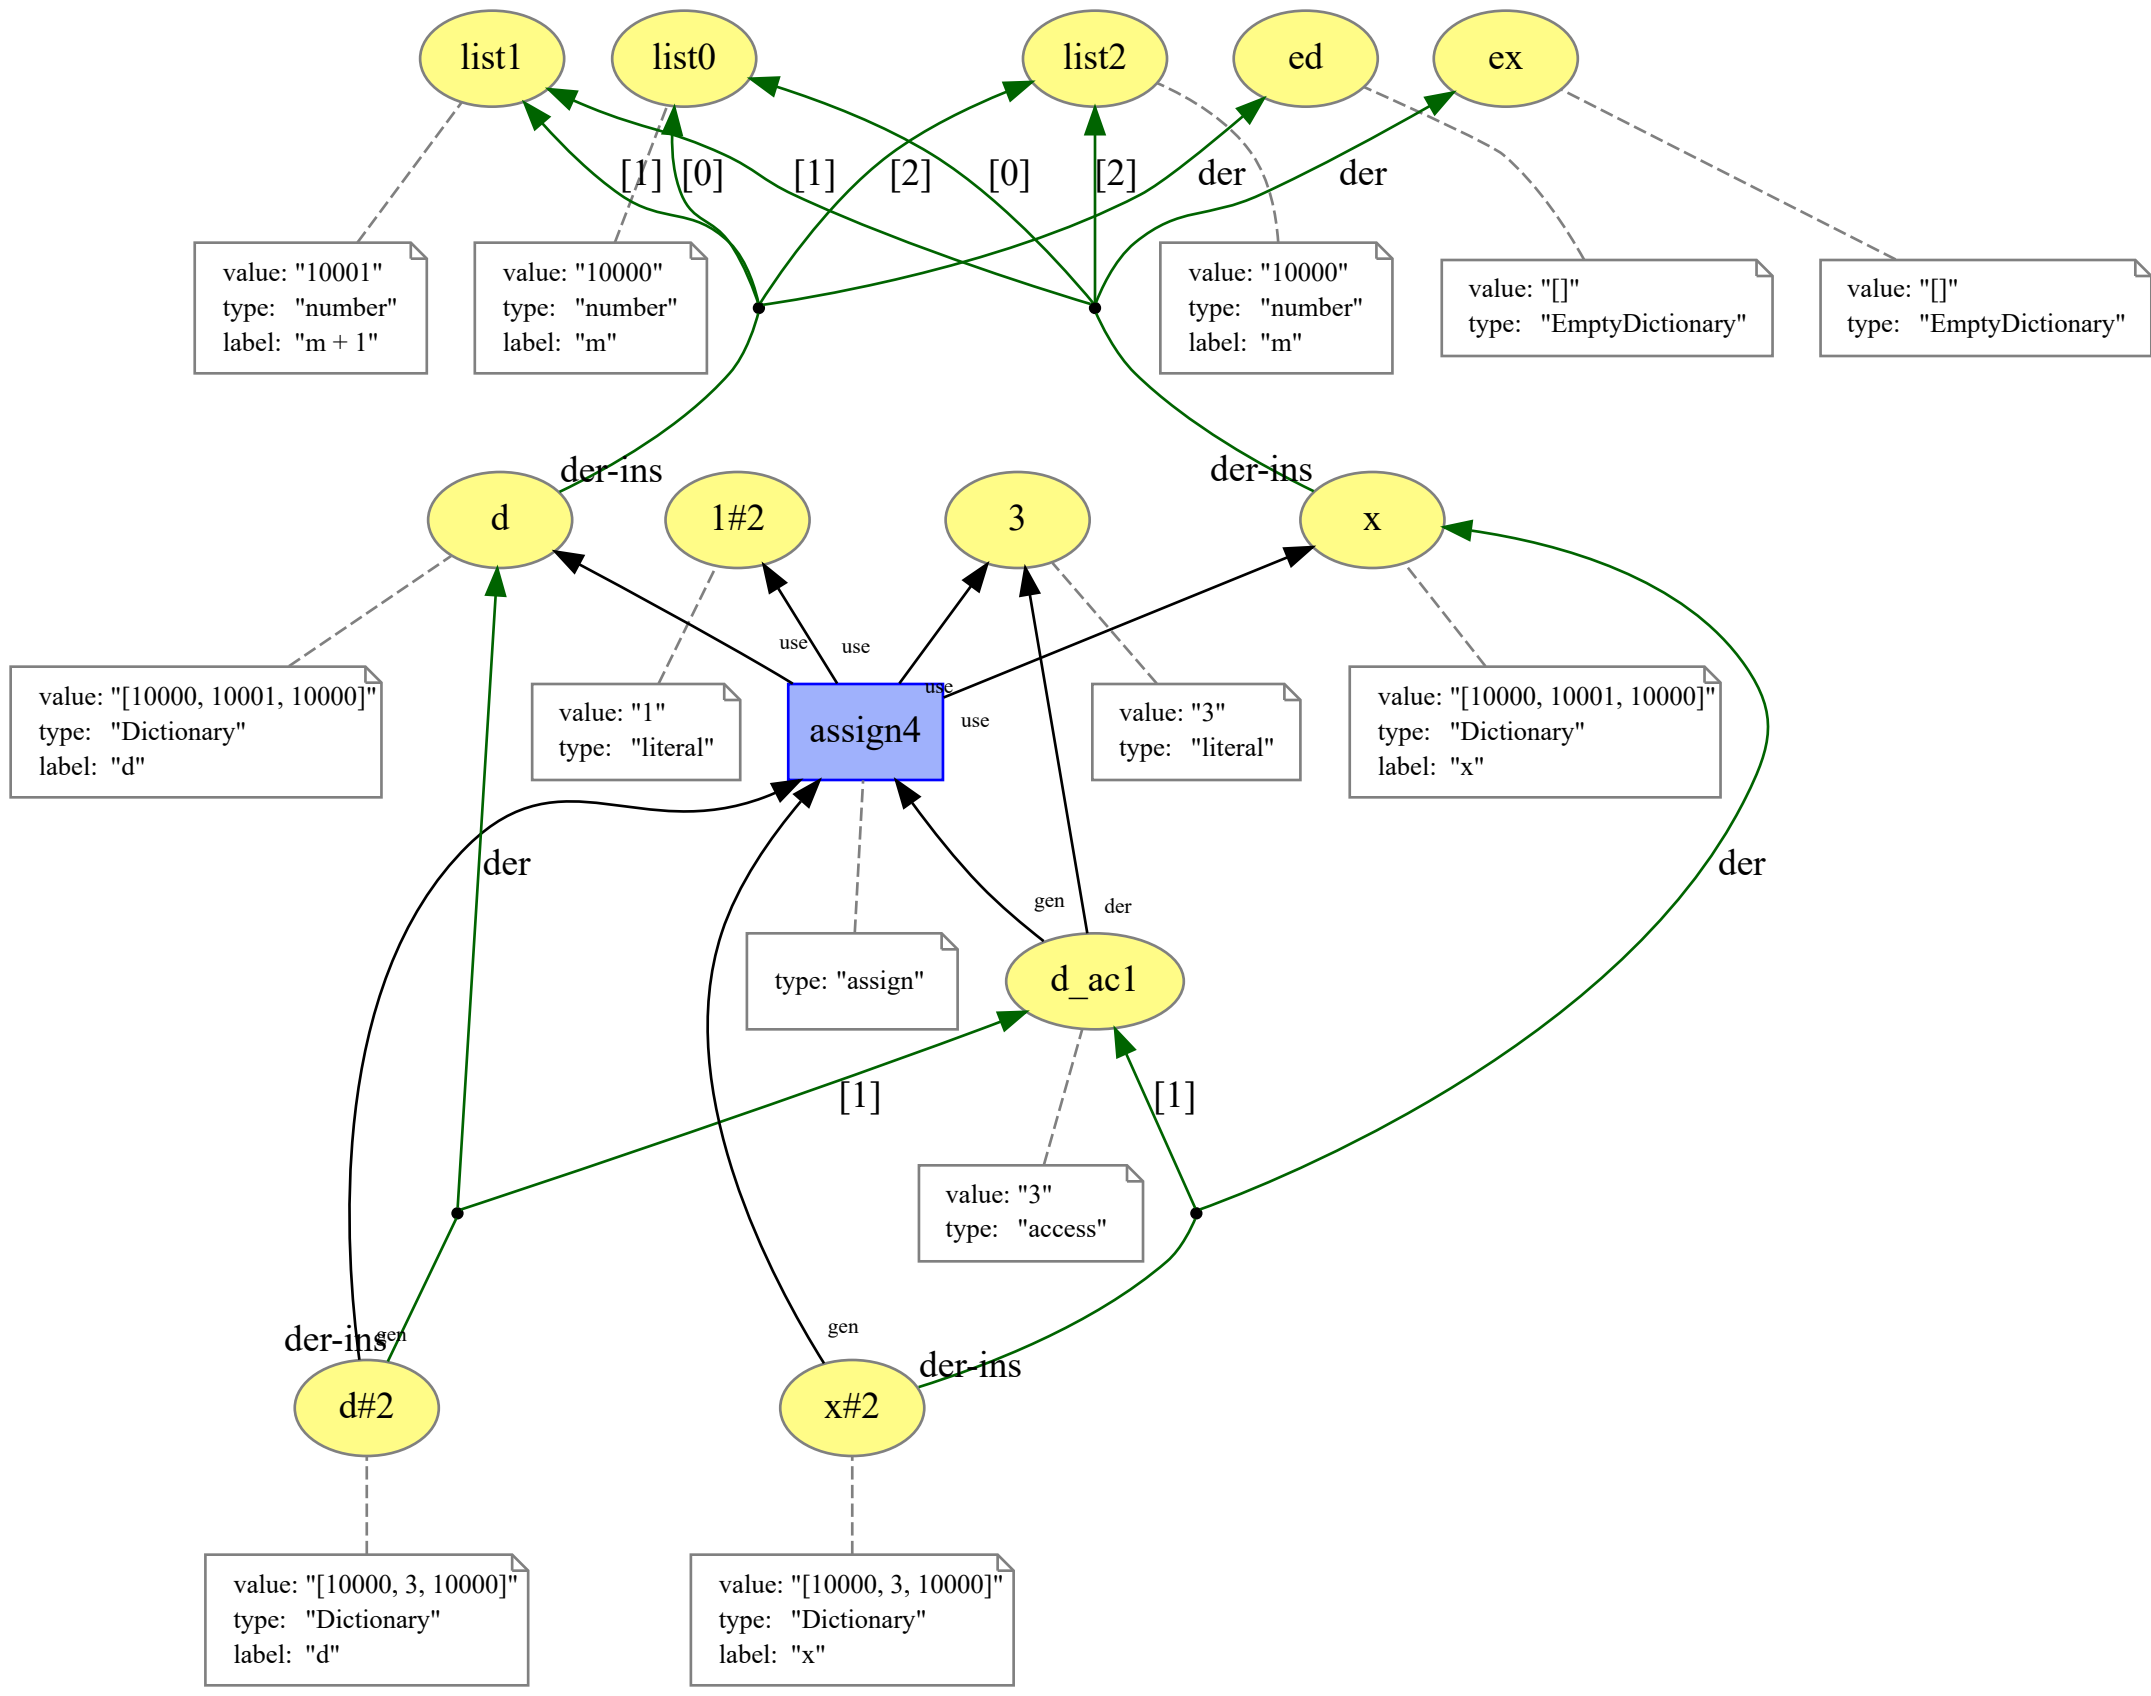 list1
list0
list2
ed
ex
[1]
[0]
[1]
[2]
[0]
[2]
der
der
value: "10001"
type: "number"
label: "m + 1"
value: "10000"
type: "number"
label: "m"
value: "10000"
type: "number"
label: "m"
value: "[]"
type: "EmptyDictionary"
value: "[]"
type: "EmptyDictionary"
der-ins
der-ins
d
1#2
3
x
use
use
use
use
value: "[10000, 10001, 10000]"
type: "Dictionary"
label: "d"
value: "1"
type: "literal"
assign4
value: "3"
type: "literal"
value: "[10000, 10001, 10000]"
type: "Dictionary"
label: "x"
der
der
gen
der
type: "assign"
d_ac1
[1]
[1]
value: "3"
type: "access"
der-ins
gen
gen
der-ins
d#2
x#2
value: "[10000, 3, 10000]"
type: "Dictionary"
label: "d"
value: "[10000, 3, 10000]"
type: "Dictionary"
label: "x"